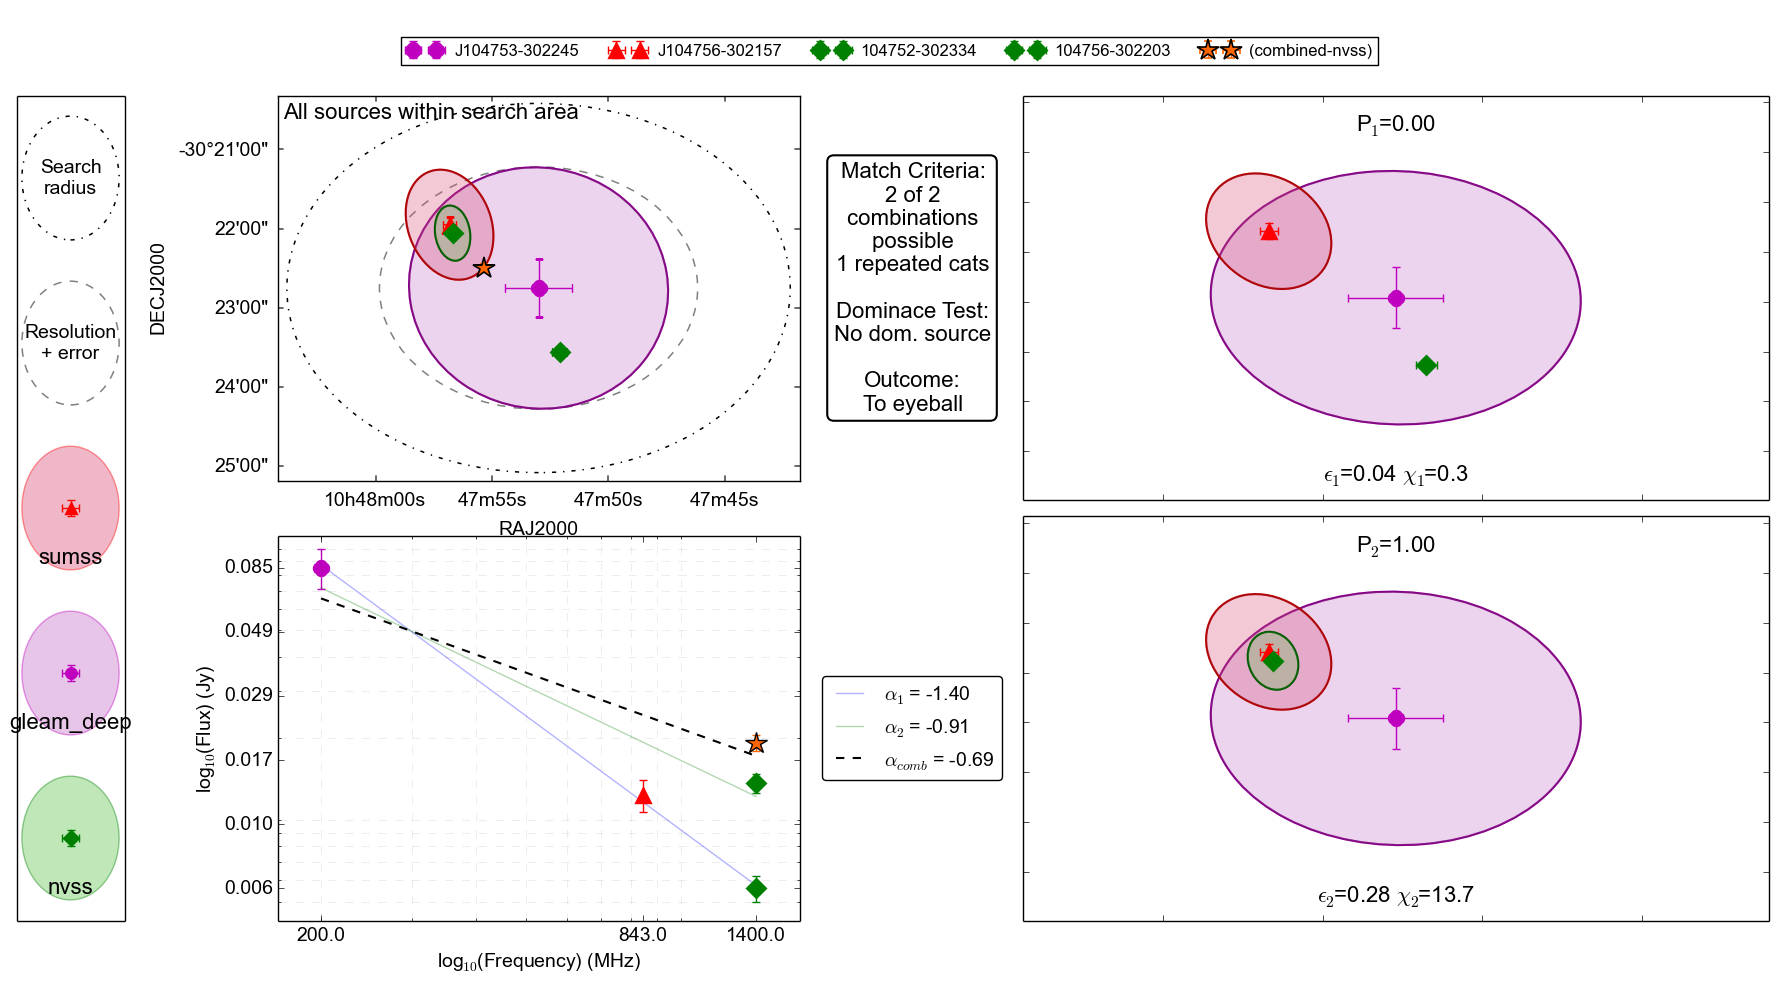 J104753-302245 J104756-302157 104752-302334 104756-302203 (combined-nvss)
Search
radius
Resolution
+ error
sumss
gleam_deep
nvss
All sources within search area
DECJ2000
-30°21'00"
22'00"
23'00"
24'00"
25'00"
10h48m00s 47m55s 47m50s 47m45s
RAJ2000
Match Criteria:
2 of 2
combinations
possible
1 repeated cats
Dominace Test:
No dom. source
Outcome:
To eyeball
P1=0.00
ϵ1=0.04 χ1=0.3
log10(Flux) (Jy)
0.085
0.049
0.029
0.017
0.010
0.006
200.0 843.0 1400.0
log10(Frequency) (MHz)
α1 = -1.40
α2 = -0.91
αcomb = -0.69
P2=1.00
ϵ2=0.28 χ2=13.7